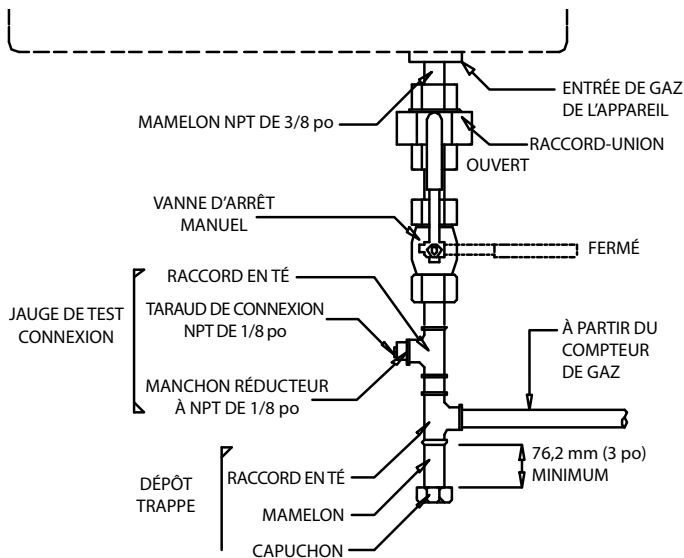 ENTRÉE DE GAZ
DE L'APPAREIL
MAMELON NPT DE 3/8 po
RACCORD-UNION
OUVERT
VANNE D'ARRÊT
MANUEL
FERMÉ
RACCORD EN TÉ
JAUGE DE TEST
CONNEXION
TARAUD DE CONNEXION
NPT DE 1/8 po
MANCHON RÉDUCTEUR
À NPT DE 1/8 po
À PARTIR DU
COMPTEUR
DE GAZ
76,2 mm (3 po)
MINIMUM
DÉPÔT
TRAPPE
RACCORD EN TÉ
MAMELON
CAPUCHON